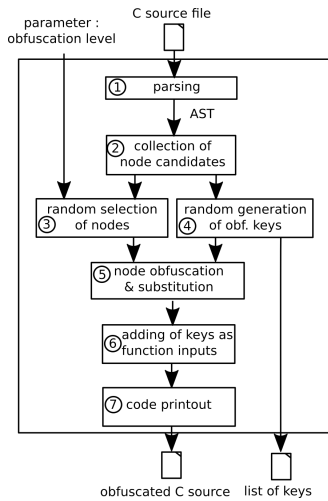 C source file
parameter :
obfuscation level
1 parsing
AST
2 collection of
node candidates
random selection
3 of nodes
random generation
4 of obf. keys
5 node obfuscation
& substitution
adding of keys as
6 function inputs
7 code printout
obfuscated C source
list of keys